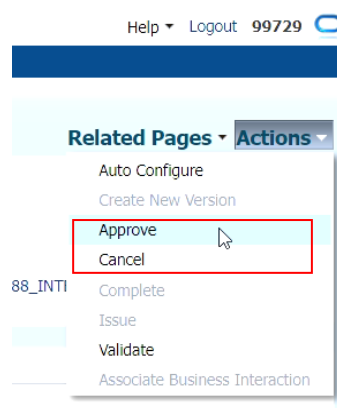 Help Logout 99729
Related Pages Actions
Auto Configure
Create New Version
Approve
Cancel
88_INTE
Complete
Issue
Validate
Associate Business Interaction